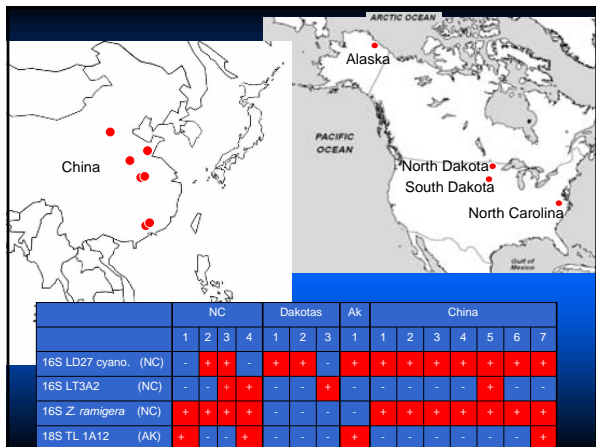 ARCTIC OCEAN
Alaska
PACIFIC
OCEAN
China
North Dakota
South Dakota
North Carolina
Gulf of
Mexico
NC Dakotas Ak China
1 2 3 4 1 2 3 1 1 2 3 4 5 6 7
16S LD27 cyano. (NC) - + + - + + - + + + + + + + +
16S LT3A2 (NC) - - + + - - + - - - - - + - -
16S Z. ramigera (NC) + + + + - - - - + + + + + + +
18S TL 1A12 (AK) + - - + - - - + - - - - - - +